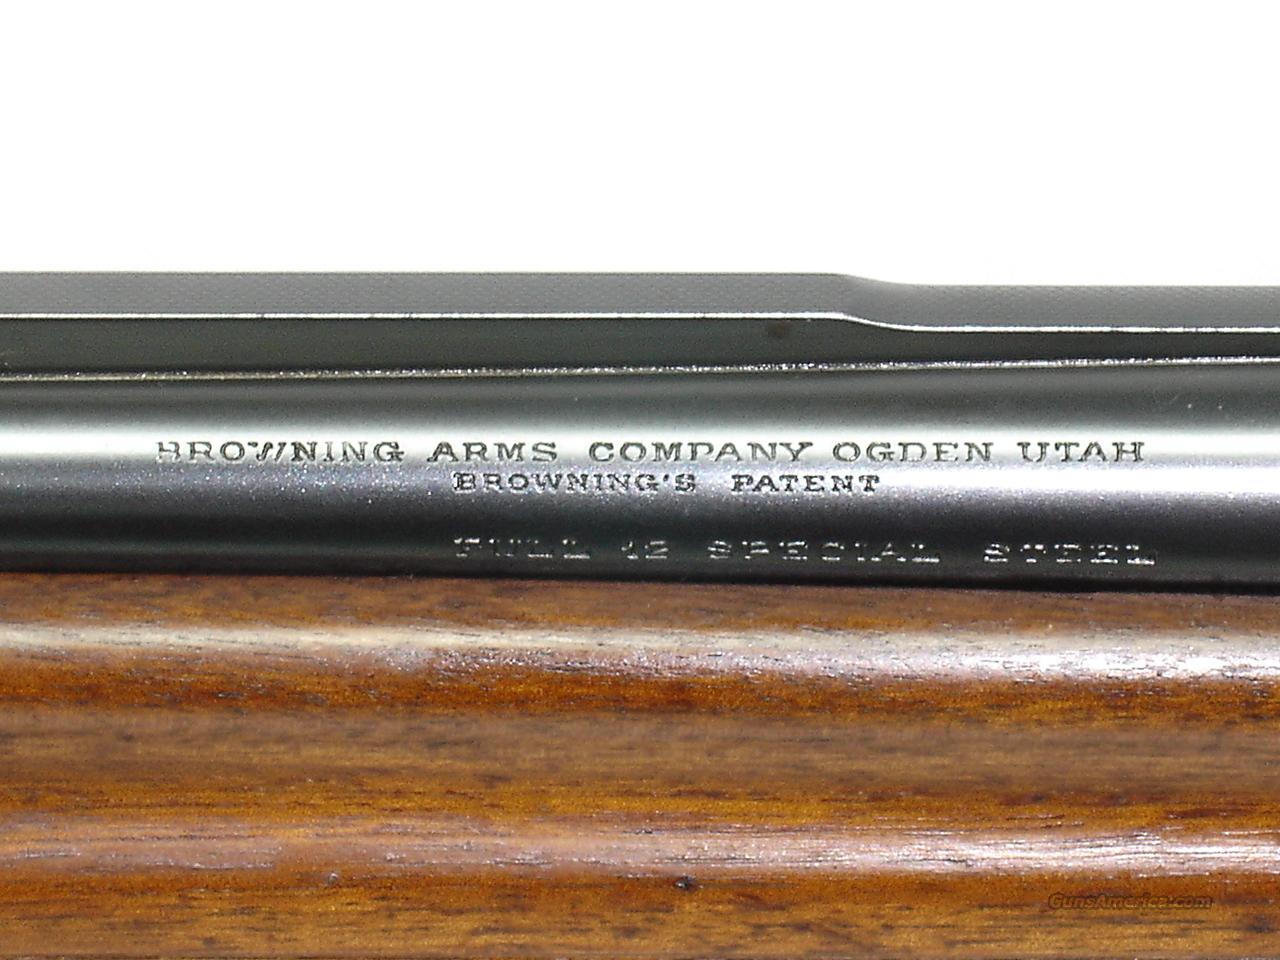 BROWNING ARMS COMPANY OGDEN UTAH
BROWNING'S PATENT
FULL 12 SPECIAL STEEL
GunsAmerica.com